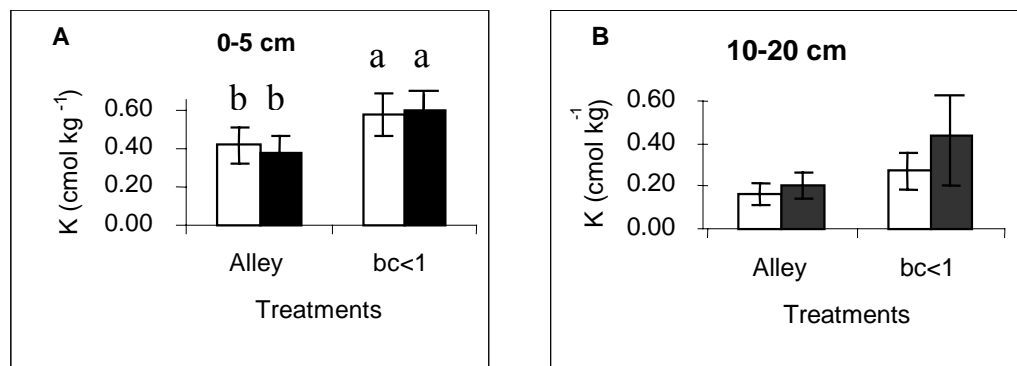 A
0-5 cm
a a
b b
K (cmol kg -1)
0.60
0.40
0.20
0.00
Alley bc<1
Treatments
B
10-20 cm
K (cmol kg-1)
0.60
0.40
0.20
0.00
Alley bc<1
Treatments